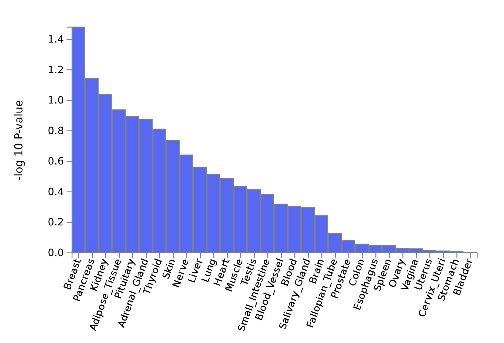 -log 10 P-value
1.4
1.2
1.0
0.8
0.6
0.4
0.2
0.0
Breast
Pancreas
Kidney
Adipose_Tissue
Pituitary
Adrenal_Gland
Thyroid
Skin
Nerve
Liver
Lung
Heart
Muscle
Testis
Small_Intestine
Blood_Vessel
Blood
Salivary_Gland
Brain
Fallopian_Tube
Prostate
Colon
Esophagus
Spleen
Ovary
Vagina
Uterus
Cervix_Uteri
Stomach
Bladder